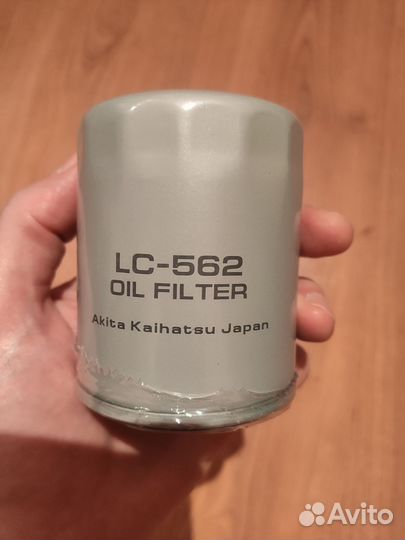 LC-562
OIL FILTER
Akita Kaihatsu Japan
Avito